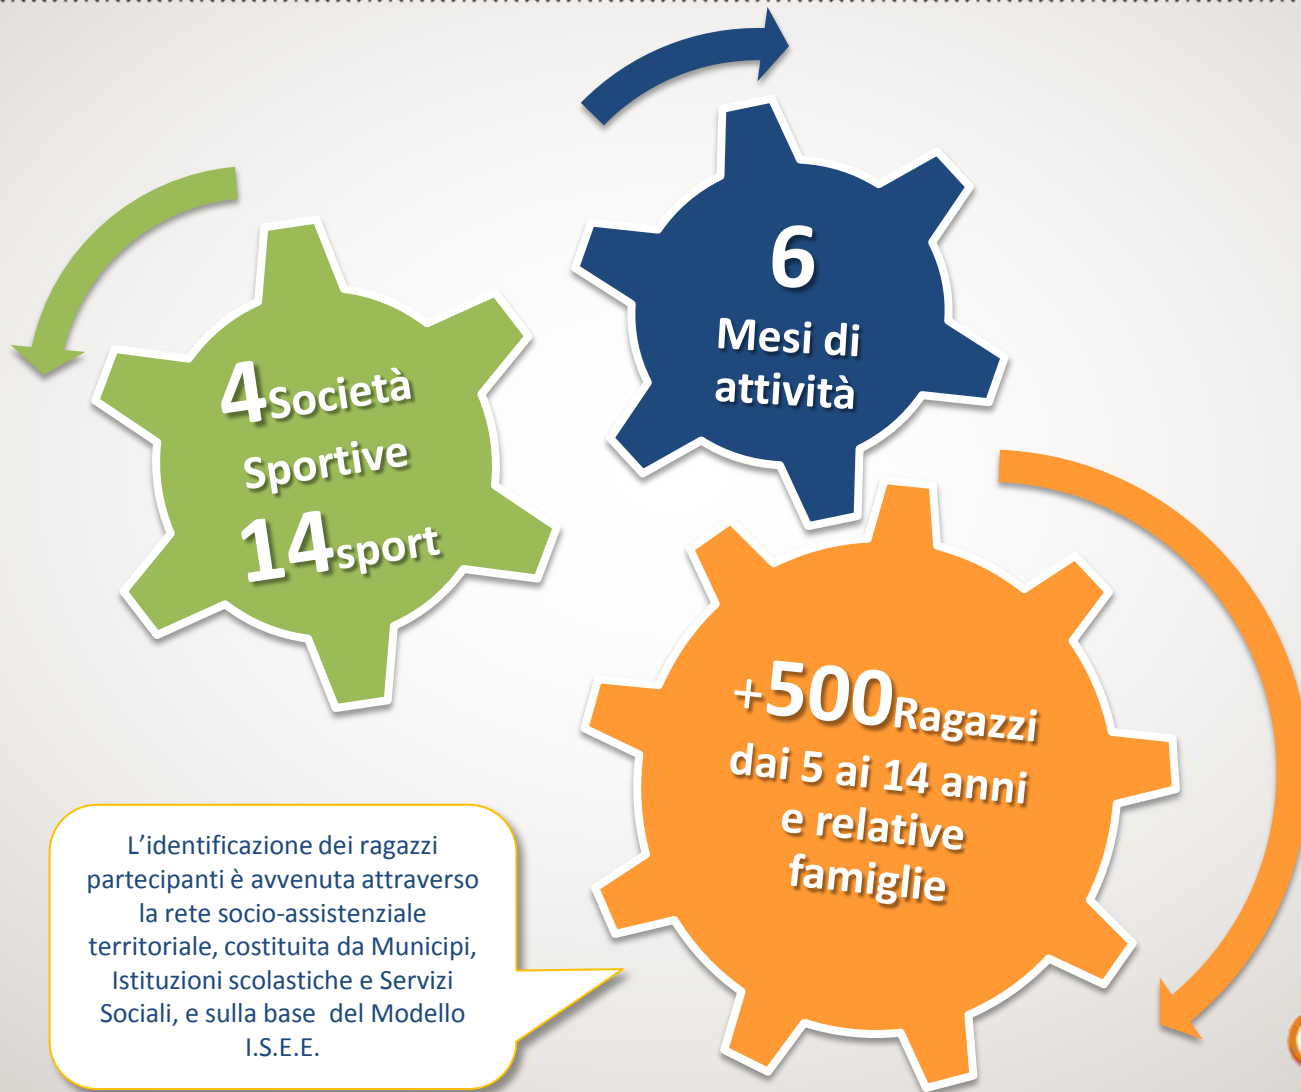 4Società
Sportive
14sport
6
Mesi di
attività
+500Ragazzi
dai 5 ai 14 anni
e relative
famiglie
L’identificazione dei ragazzi
partecipanti è avvenuta attraverso
la rete socio-assistenziale
territoriale, costituita da Municipi,
Istituzioni scolastiche e Servizi
Sociali, e sulla base  del Modello
I.S.E.E.